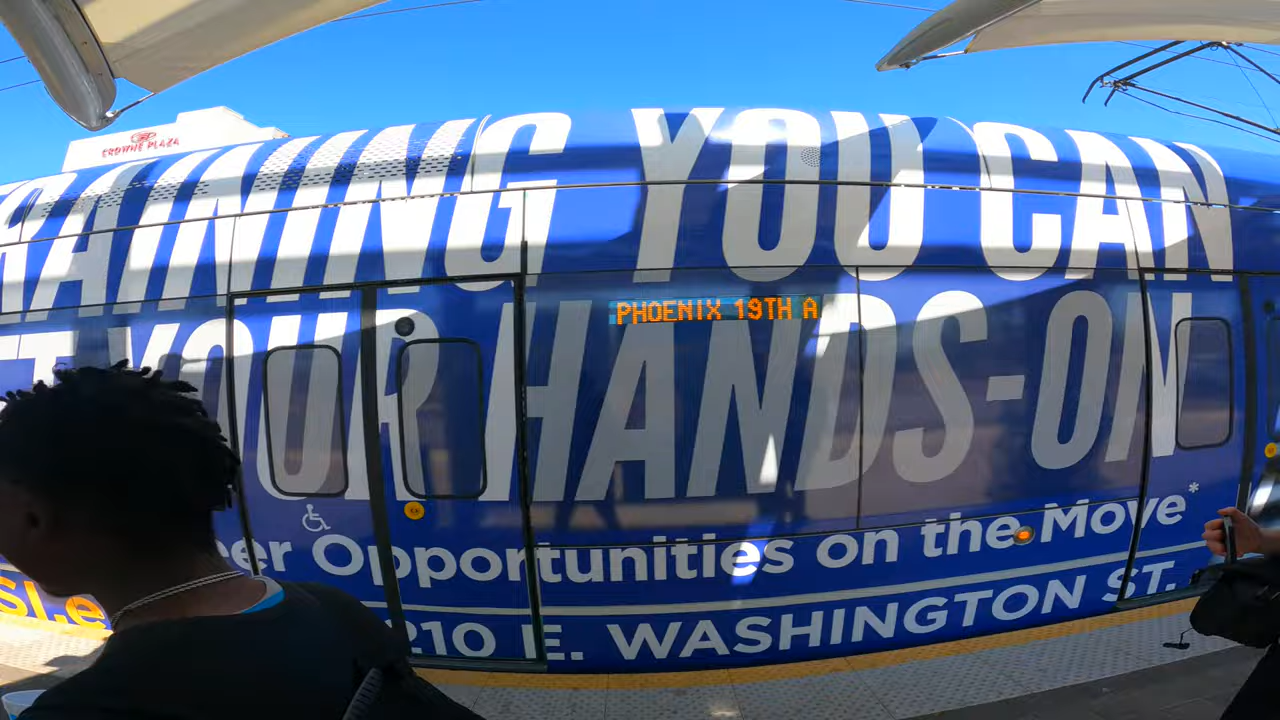 CROWNE PLAZA
RAINING YOU CAN
YOUR HANDS-ON
PHOENIX 19TH A
er Opportunities on the Move*
210 E. WASHINGTON ST.